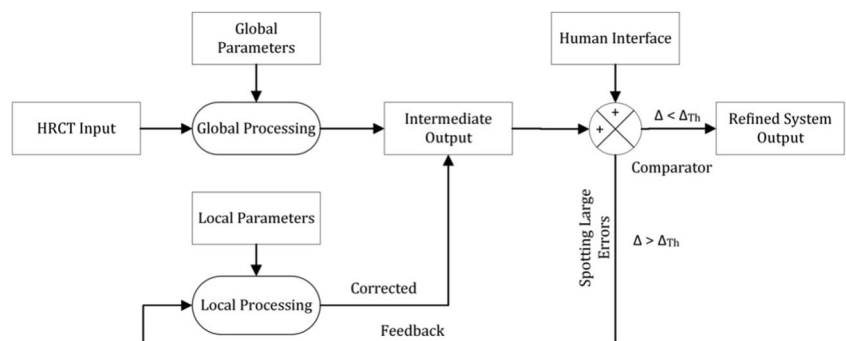 Global
Parameters
Human Interface
HRCT Input
Global Processing
Intermediate
Output
+
+
Δ < ΔTh
Refined System
Output
Comparator
Local Parameters
Spotting Large
Errors
Δ > ΔTh
Local Processing
Corrected
Feedback